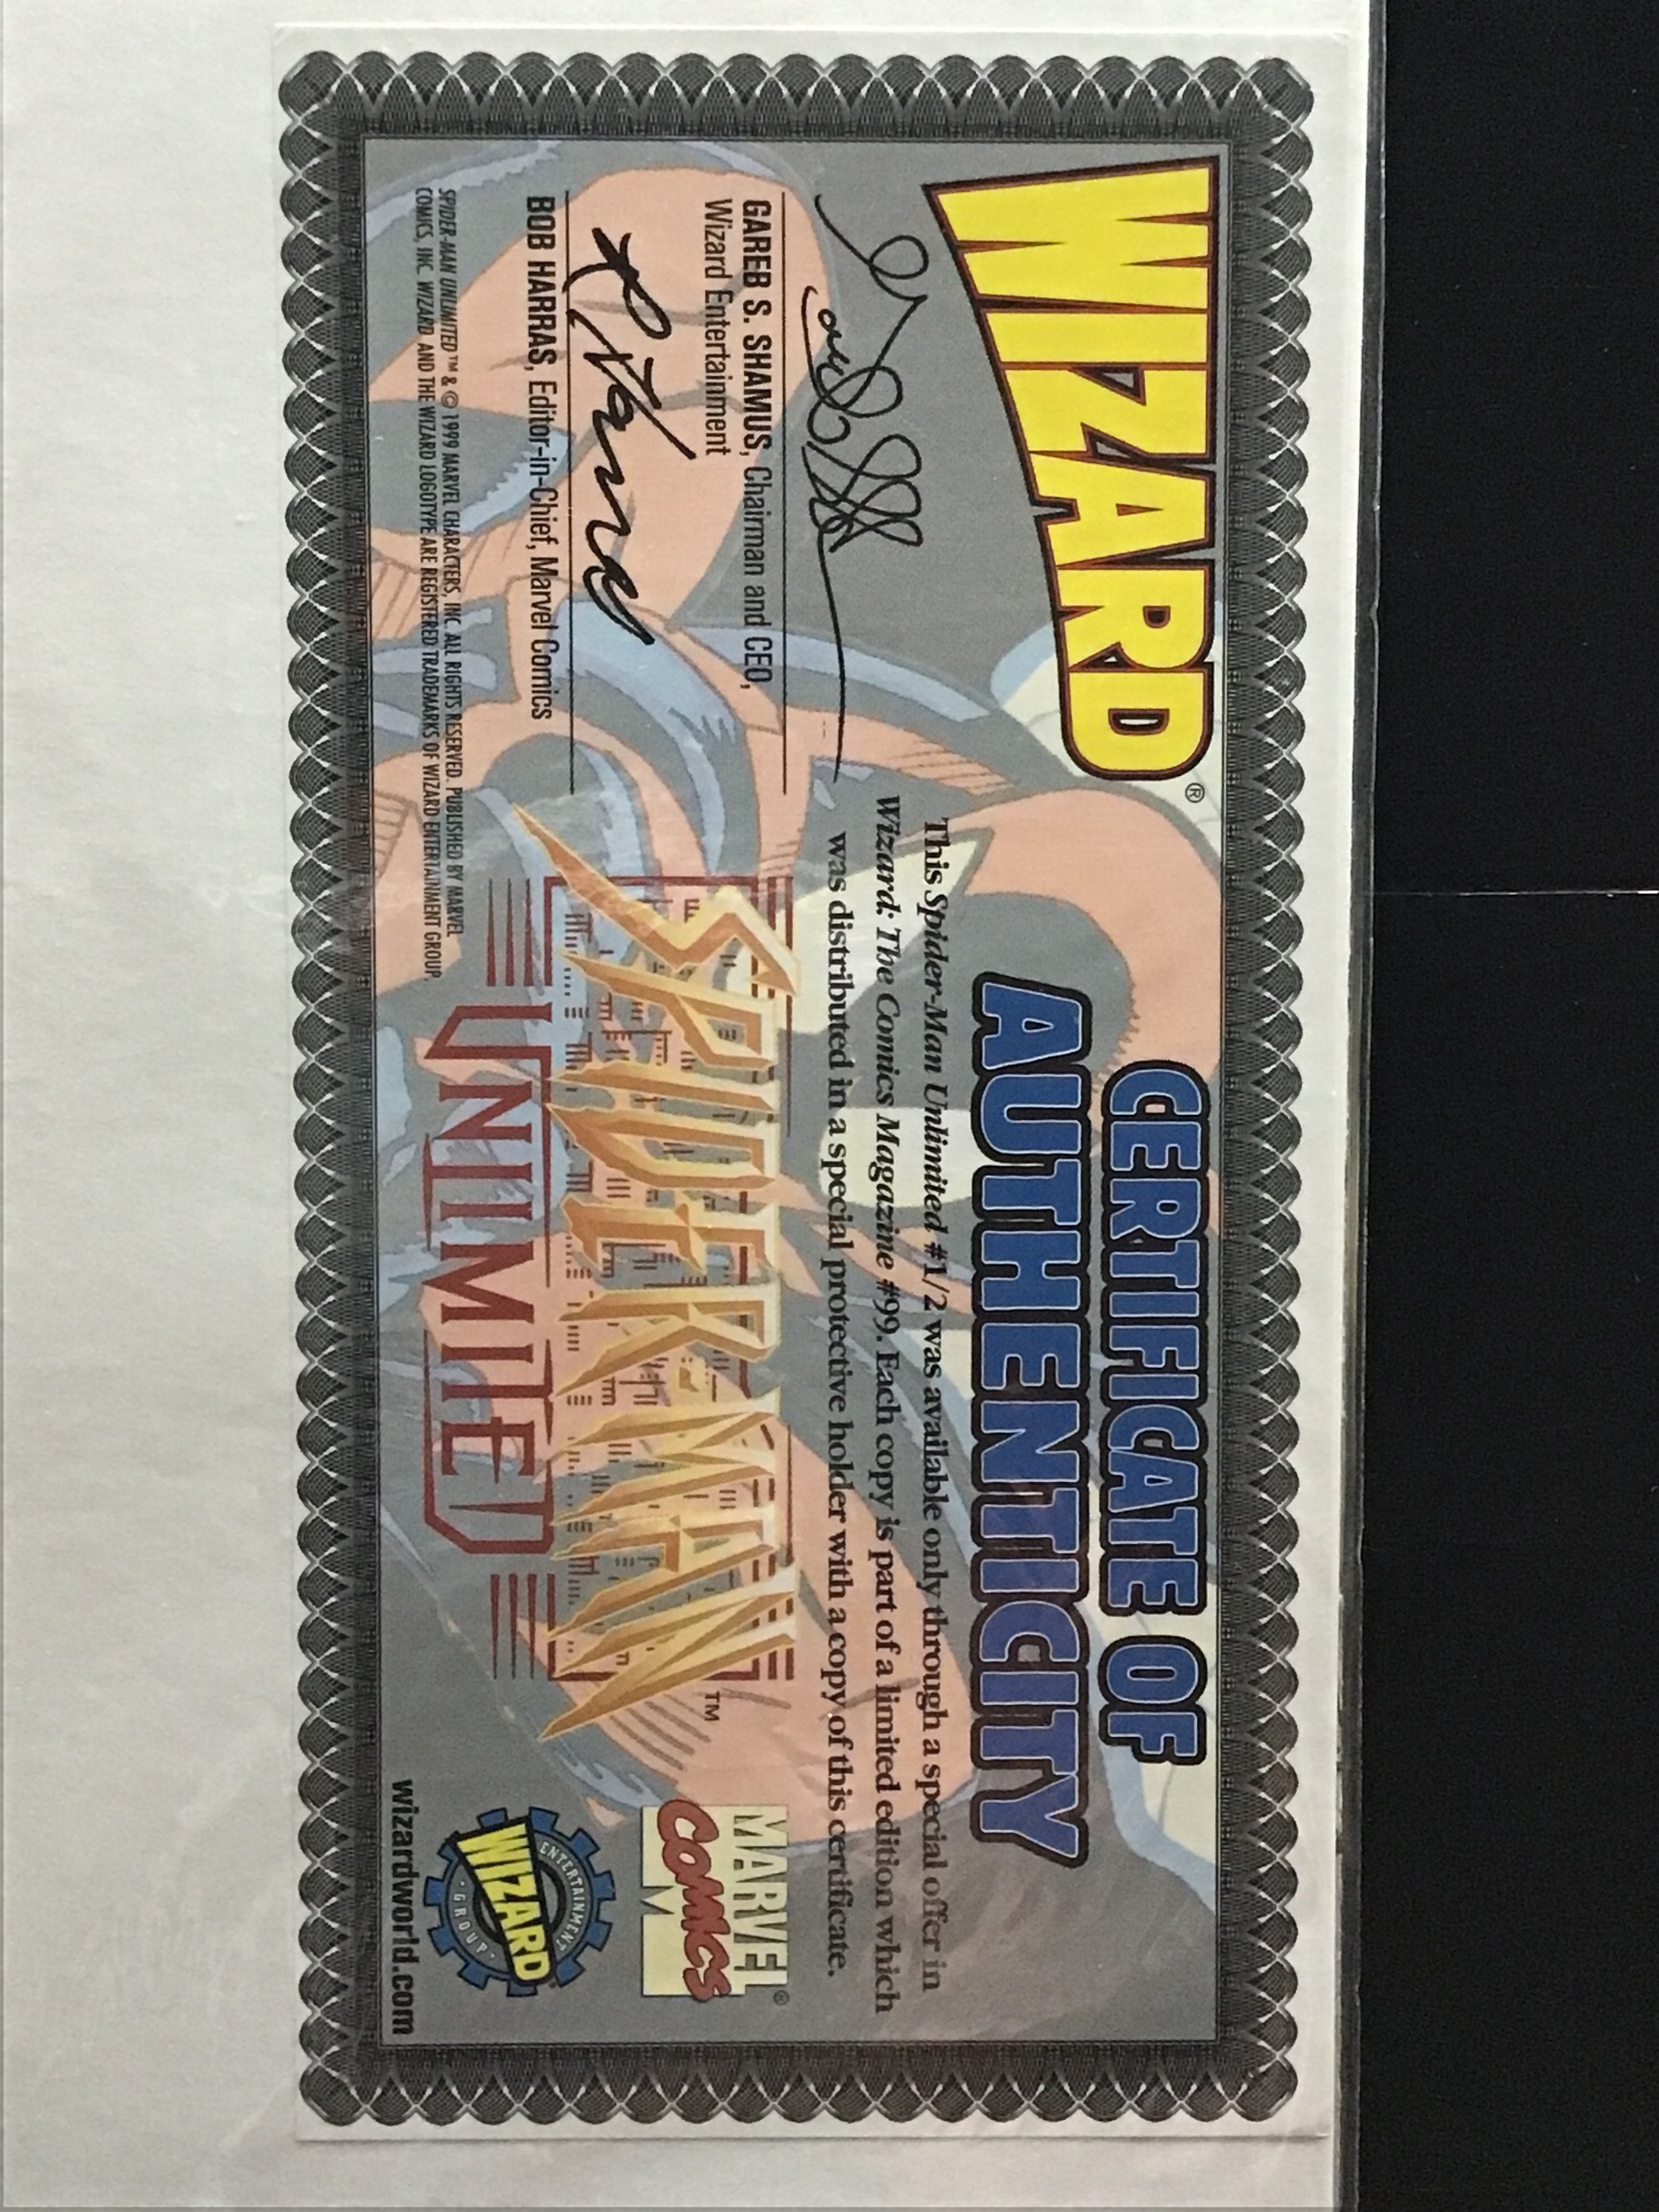 WIZARD®
CERTIFICATE OF
AUTHENTICITY
This Spider-Man Unlimited #1/2 was available only through a special offer in
Wizard: The Comics Magazine #99. Each copy is part of a limited edition which
was distributed in a special protective holder with a copy of this certificate.
GAREB S. SHAMUS, Chairman and CEO,
Wizard Entertainment
R Harras
BOB HARRAS, Editor-in-Chief, Marvel Comics
SPIDER-MAN UNLIMITED™ & © 1999 MARVEL CHARACTERS, INC. ALL RIGHTS RESERVED. PUBLISHED BY MARVEL
COMICS, INC. WIZARD AND THE WIZARD LOGOTYPE ARE REGISTERED TRADEMARKS OF WIZARD ENTERTAINMENT GROUP.
SPIDER-MAN™
UNLIMITED
MARVEL®
COMICS
ENTERTAINMENT
WIZARD
GROUP
wizardworld.com